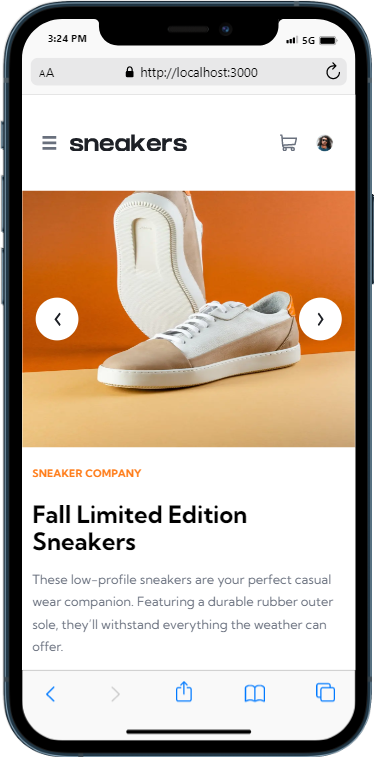 3:24 PM
5G
AA
http://localhost:3000
sneakers
SNEAKER COMPANY
Fall Limited Edition
Sneakers
These low-profile sneakers are your perfect casual
wear companion. Featuring a durable rubber outer
sole, they'll withstand everything the weather can
offer.